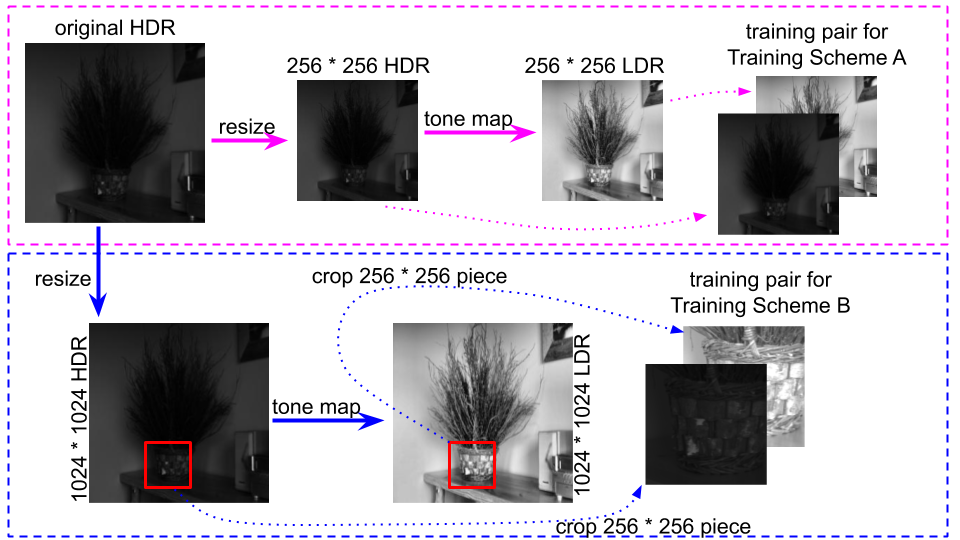 original HDR
resize
256 * 256 HDR
tone map
256 * 256 LDR
training pair for
Training Scheme A
resize
1024 * 1024 HDR
tone map
crop 256 * 256 piece
1024 * 1024 LDR
training pair for
Training Scheme B
crop 256 * 256 piece